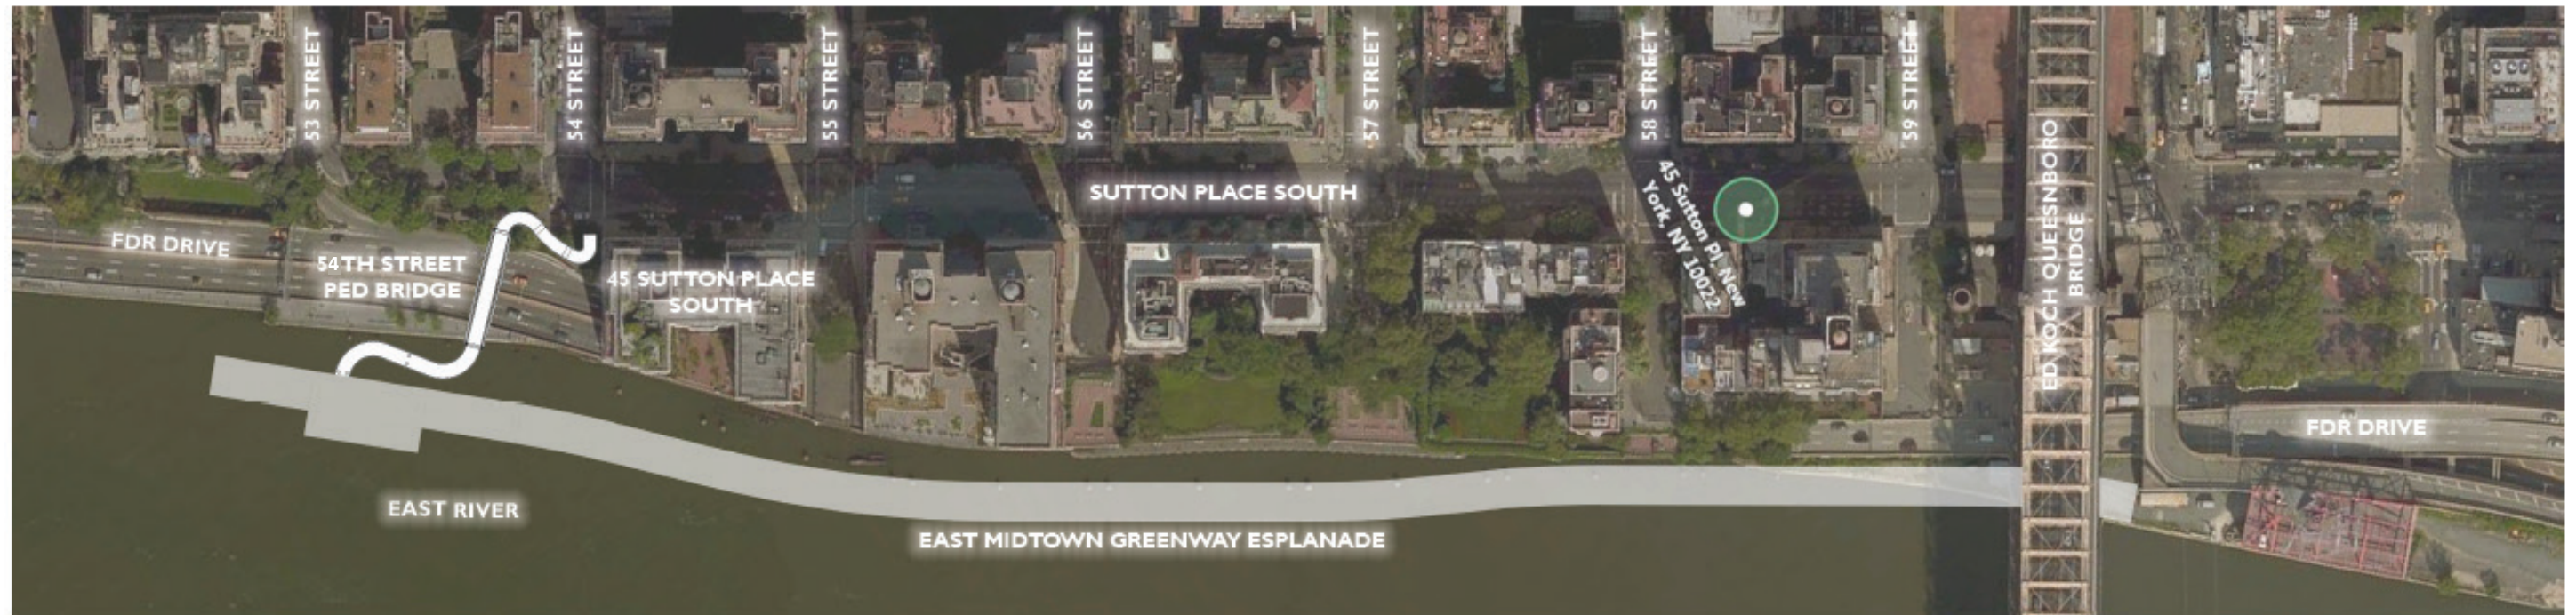 53 STREET
54 STREET
55 STREET
56 STREET
57 STREET
58 STREET
59 STREET
SUTTON PLACE SOUTH
45 Sutton Pl, New
York, NY 10022
ED KOCH QUEESNBORO
BRIDGE
FDR DRIVE
54TH STREET
PED BRIDGE
45 SUTTON PLACE
SOUTH
FDR DRIVE
EAST RIVER
EAST MIDTOWN GREENWAY ESPLANADE